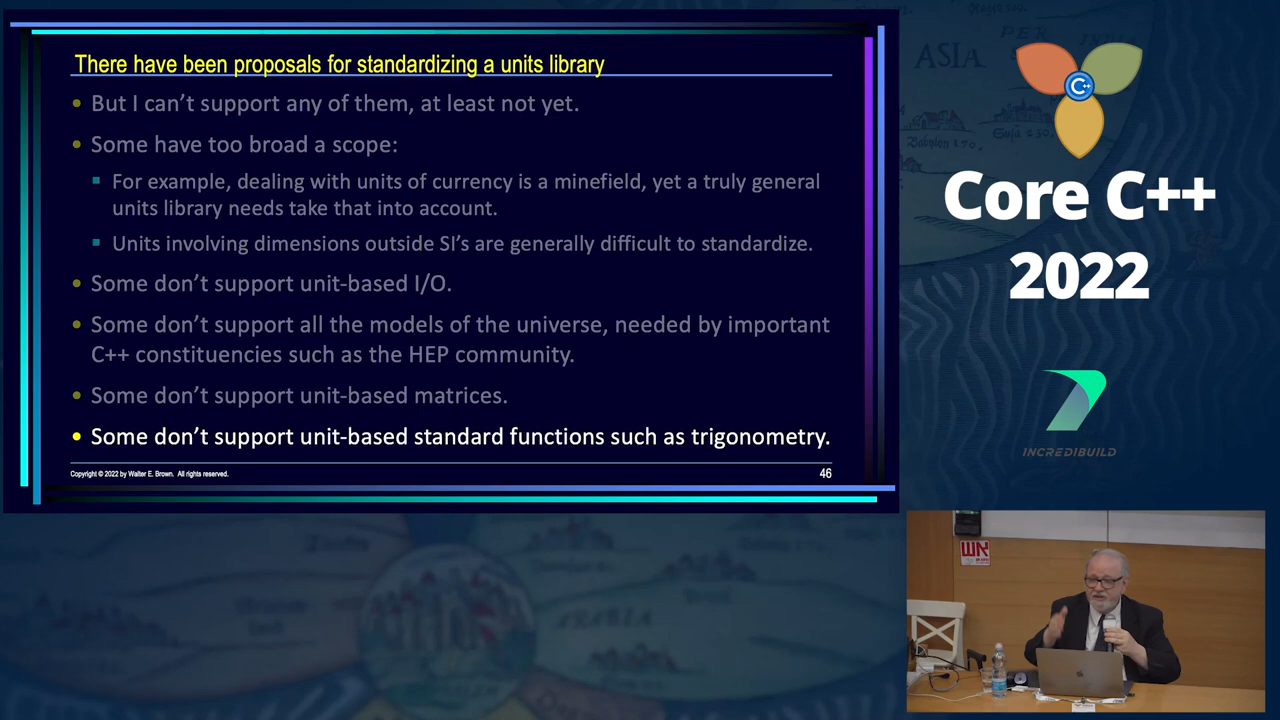 There have been proposals for standardizing a units library
• But I can't support any of them, at least not yet.
• Some have too broad a scope:
▪ For example, dealing with units of currency is a minefield, yet a truly general
units library needs take that into account.
▪ Units involving dimensions outside SI's are generally difficult to standardize.
• Some don't support unit-based I/O.
• Some don't support all the models of the universe, needed by important
C++ constituencies such as the HEP community.
• Some don't support unit-based matrices.
• Some don't support unit-based standard functions such as trigonometry.
Copyright © 2022 by Walter E. Brown. All rights reserved.
46
ASIA
PER
INDIA
Babylon 170.
C++
Core C++
2022
INCREDIBUILD
ARABIA